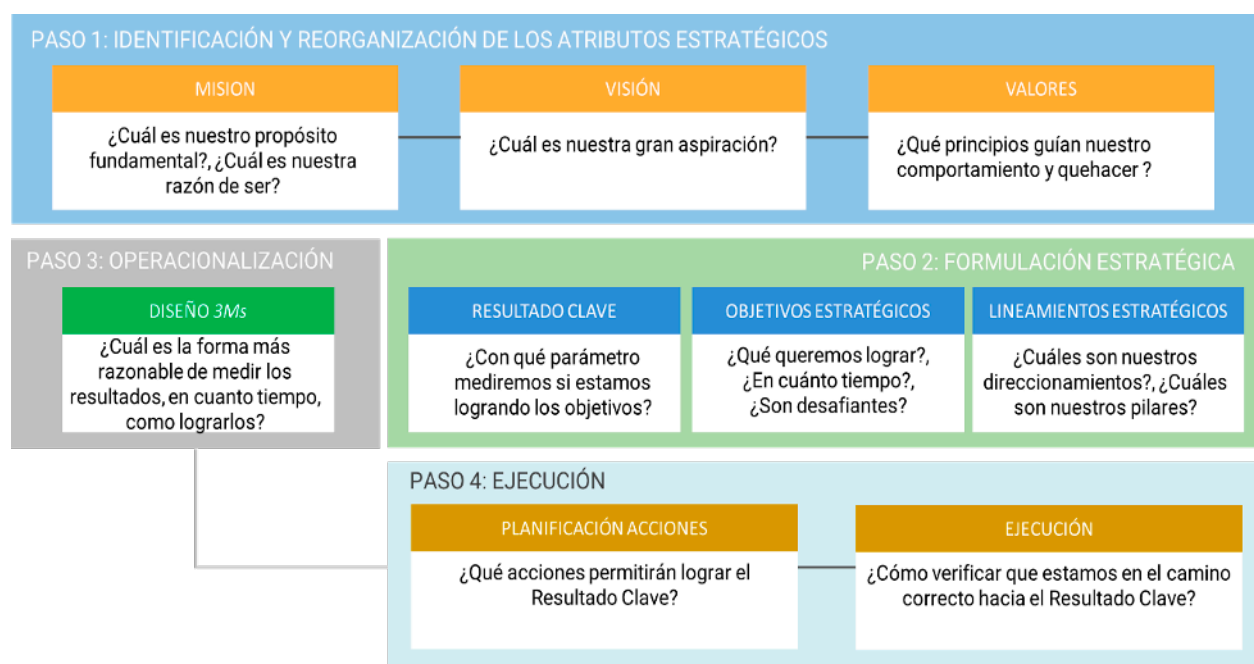 PASO 1: IDENTIFICACIÓN Y REORGANIZACIÓN DE LOS ATRIBUTOS ESTRATÉGICOS
MISION
¿Cuál es nuestro propósito
fundamental?, ¿Cuál es nuestra
razón de ser?
VISIÓN
¿Cuál es nuestra gran aspiración?
VALORES
¿Qué principios guían nuestro
comportamiento y quehacer ?
PASO 3: OPERACIONALIZACIÓN
DISEÑO 3Ms
¿Cuál es la forma más
razonable de medir los
resultados, en cuanto tiempo,
como lograrlos?
PASO 2: FORMULACIÓN ESTRATÉGICA
RESULTADO CLAVE
¿Con qué parámetro
mediremos si estamos
logrando los objetivos?
OBJETIVOS ESTRATÉGICOS
¿Qué queremos lograr?,
¿En cuánto tiempo?,
¿Son desafiantes?
LINEAMIENTOS ESTRATÉGICOS
¿Cuáles son nuestros
direccionamientos?, ¿Cuáles
son nuestros pilares?
PASO 4: EJECUCIÓN
PLANIFICACIÓN ACCIONES
¿Qué acciones permitirán lograr el
Resultado Clave?
EJECUCIÓN
¿Cómo verificar que estamos en el camino
correcto hacia el Resultado Clave?